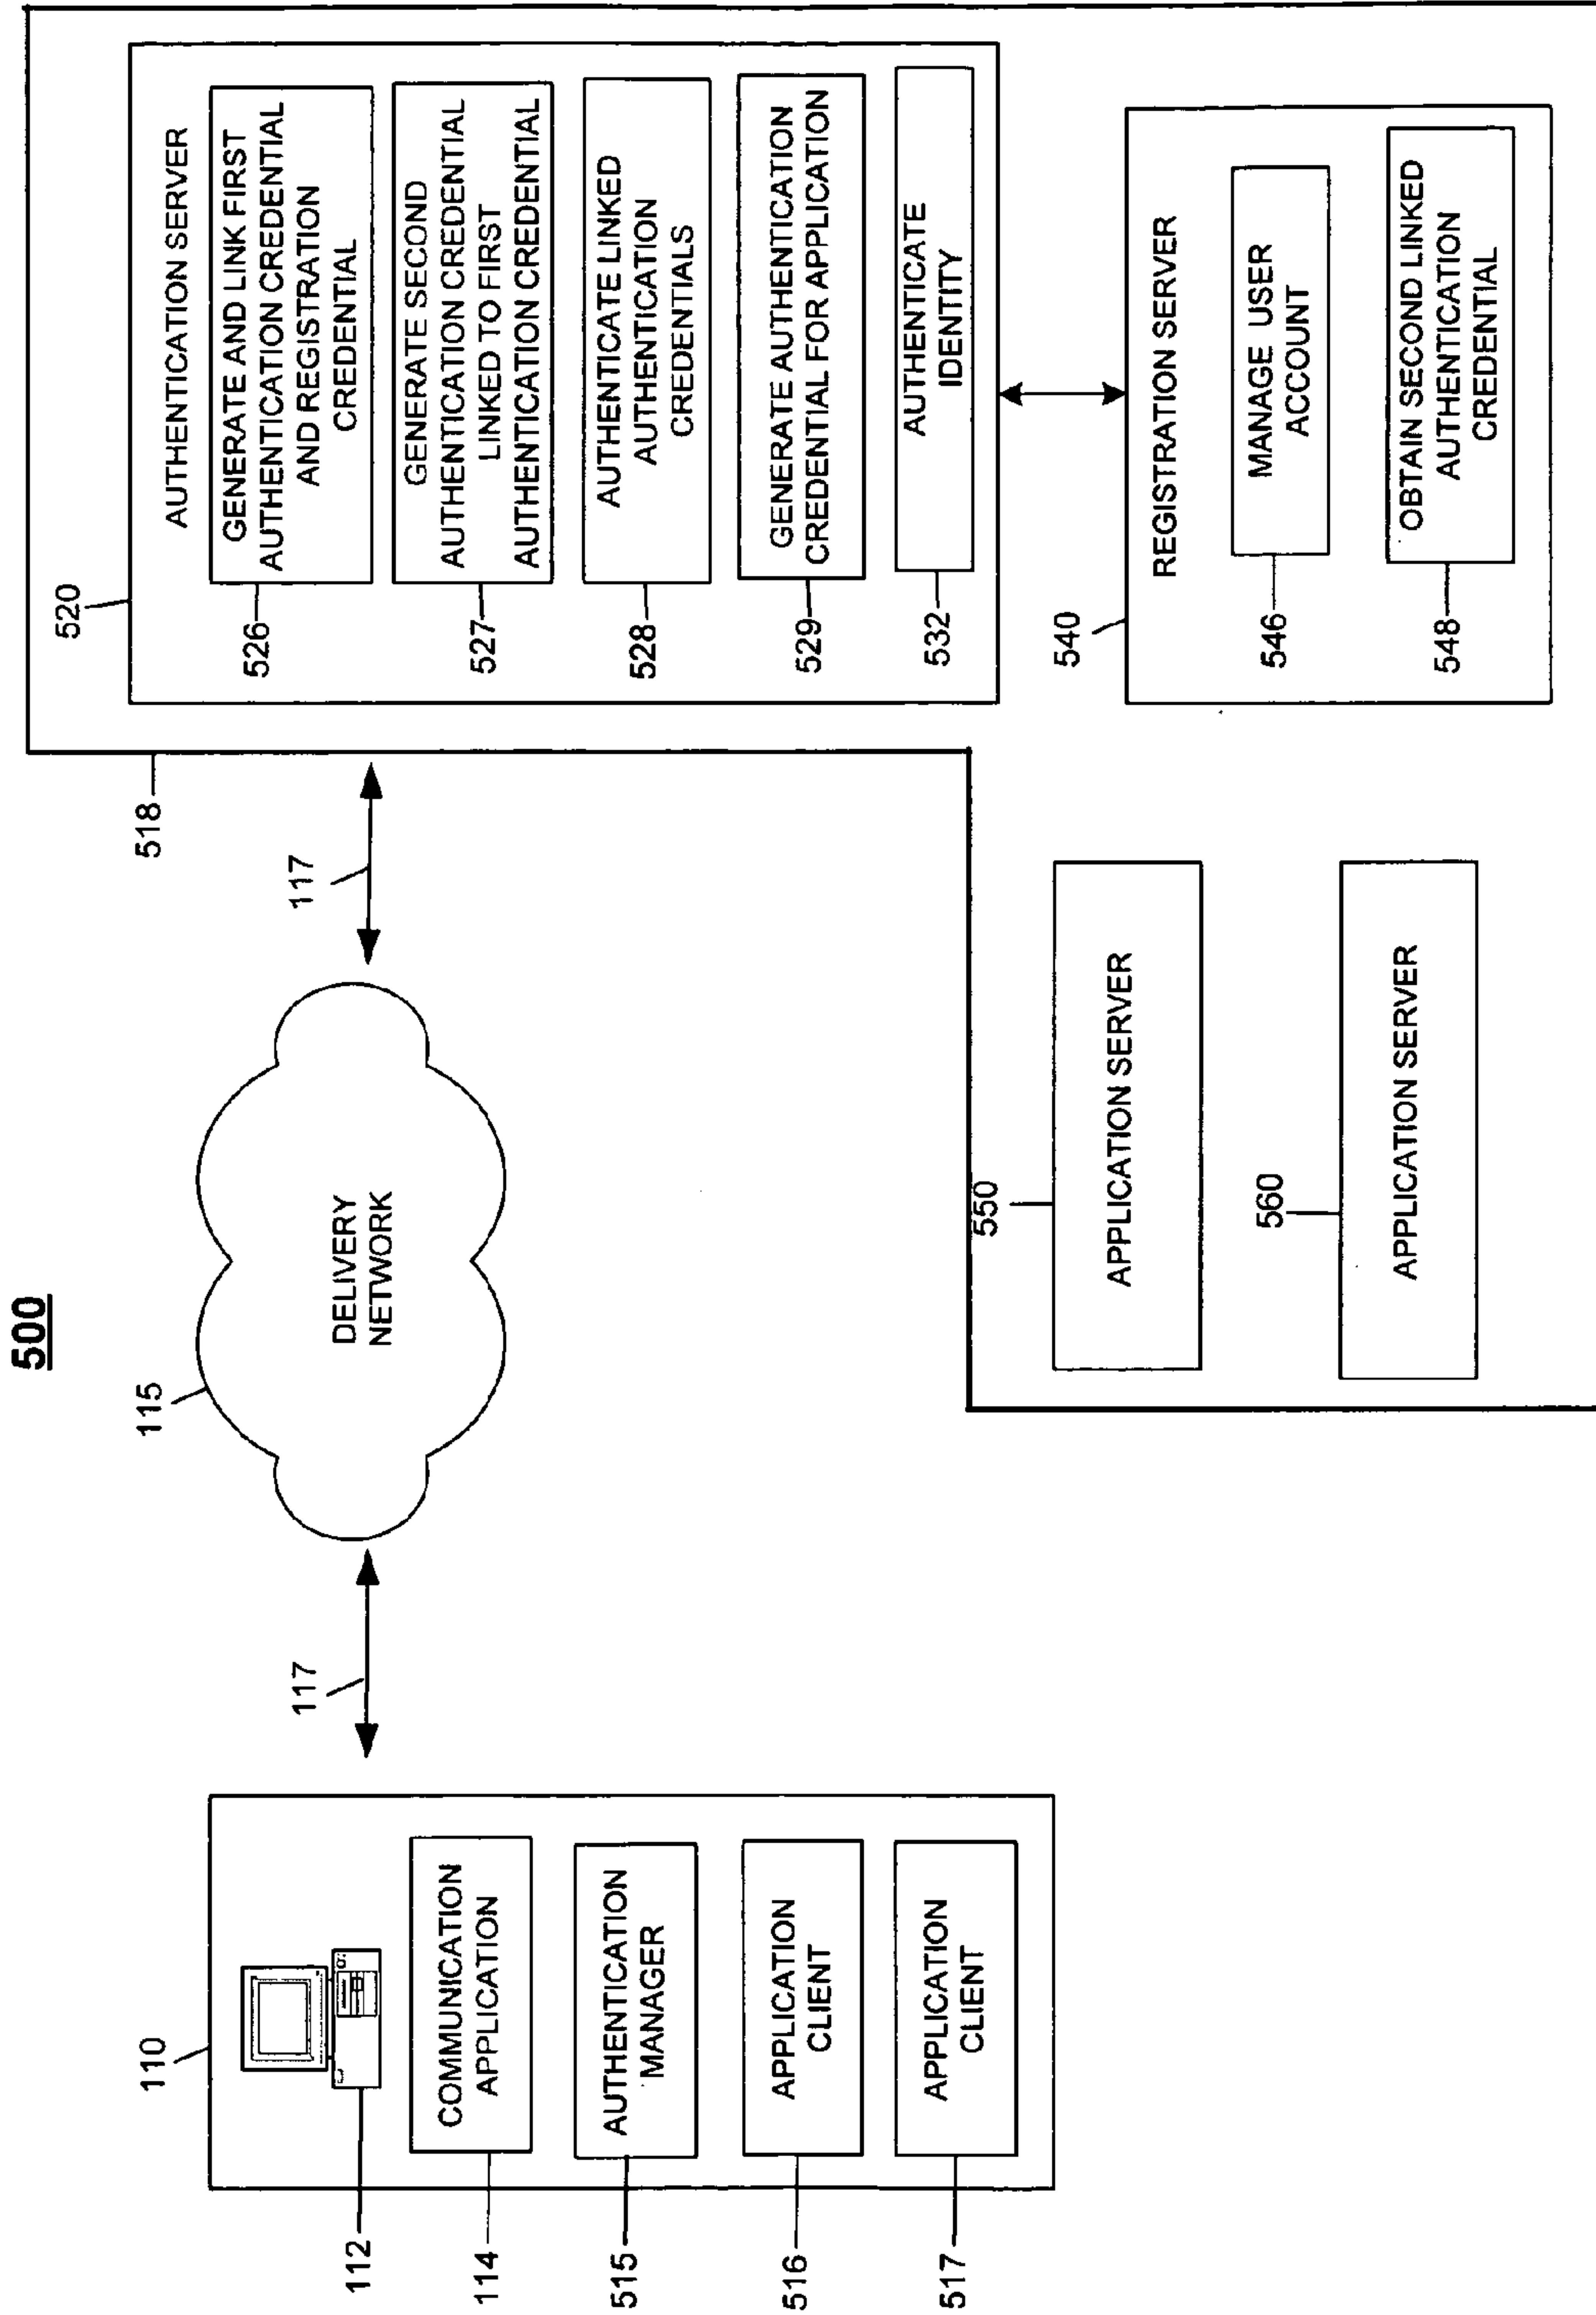 500
110
112
COMMUNICATION
APPLICATION
114
AUTHENTICATION
MANAGER
515
APPLICATION
CLIENT
516
APPLICATION
CLIENT
517
117
115
DELIVERY
NETWORK
117
518
520
AUTHENTICATION SERVER
GENERATE AND LINK FIRST
AUTHENTICATION CREDENTIAL
AND REGISTRATION
CREDENTIAL
526
GENERATE SECOND
AUTHENTICATION CREDENTIAL
LINKED TO FIRST
AUTHENTICATION CREDENTIAL
527
AUTHENTICATE LINKED
AUTHENTICATION
CREDENTIALS
528
GENERATE AUTHENTICATION
CREDENTIAL FOR APPLICATION
529
AUTHENTICATE
IDENTITY
532
540
REGISTRATION SERVER
MANAGE USER
ACCOUNT
546
OBTAIN SECOND LINKED
AUTHENTICATION
CREDENTIAL
548
550
APPLICATION SERVER
560
APPLICATION SERVER